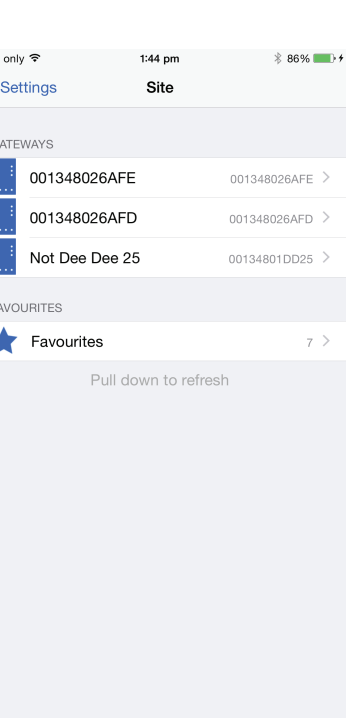 only 1:44 pm 86%
Settings Site
ATEWAYS
001348026AFE 001348026AFE
001348026AFD 001348026AFD
Not Dee Dee 25 00134801DD25
AVOURITES
Favourites 7
Pull down to refresh